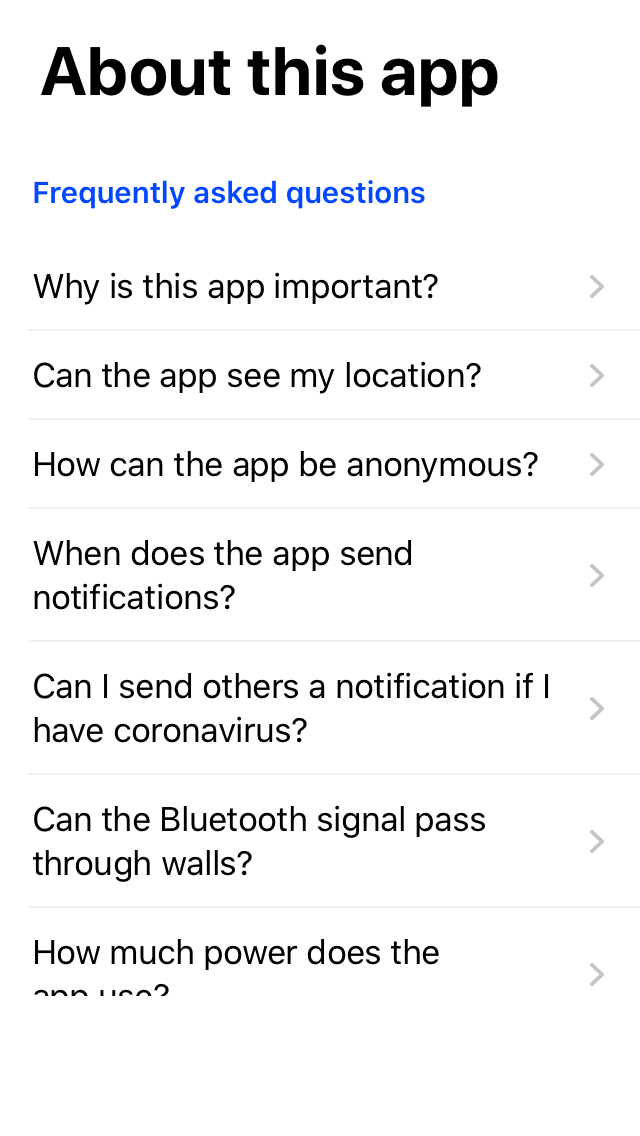 About this app
Frequently asked questions
Why is this app important?
Can the app see my location?
How can the app be anonymous?
When does the app send
notifications?
Can I send others a notification if I
have coronavirus?
Can the Bluetooth signal pass
through walls?
How much power does the
app use?